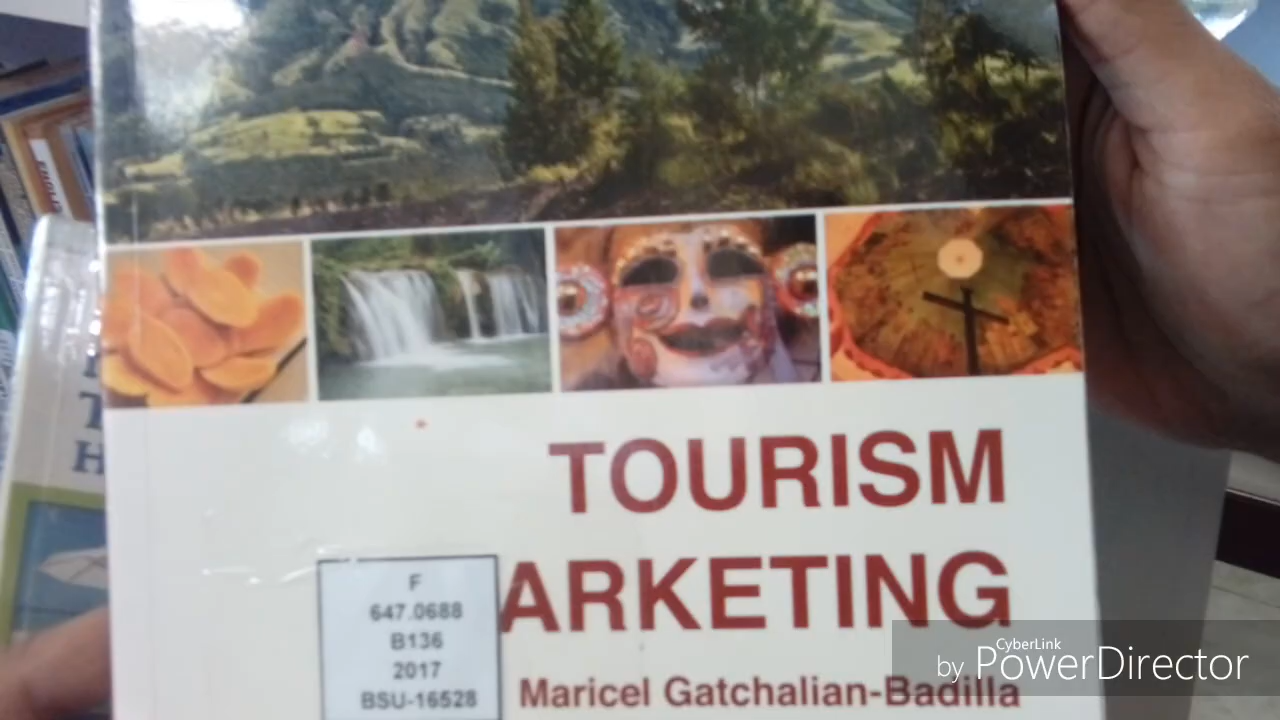 TOURISM
ARKETING
F
647.0688
B136
2017
BSU-16528
Maricel Gatchalian-Badilla
CyberLink
by PowerDirector